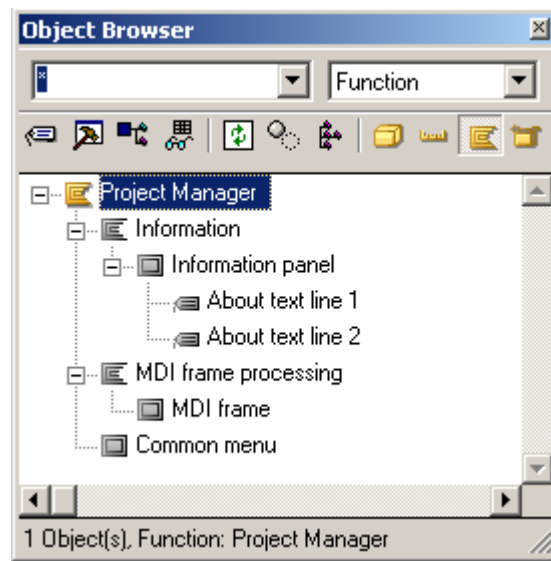 Object Browser
* Function
Project Manager
Information
Information panel
About text line 1
About text line 2
MDI frame processing
MDI frame
Common menu
1 Object(s), Function: Project Manager